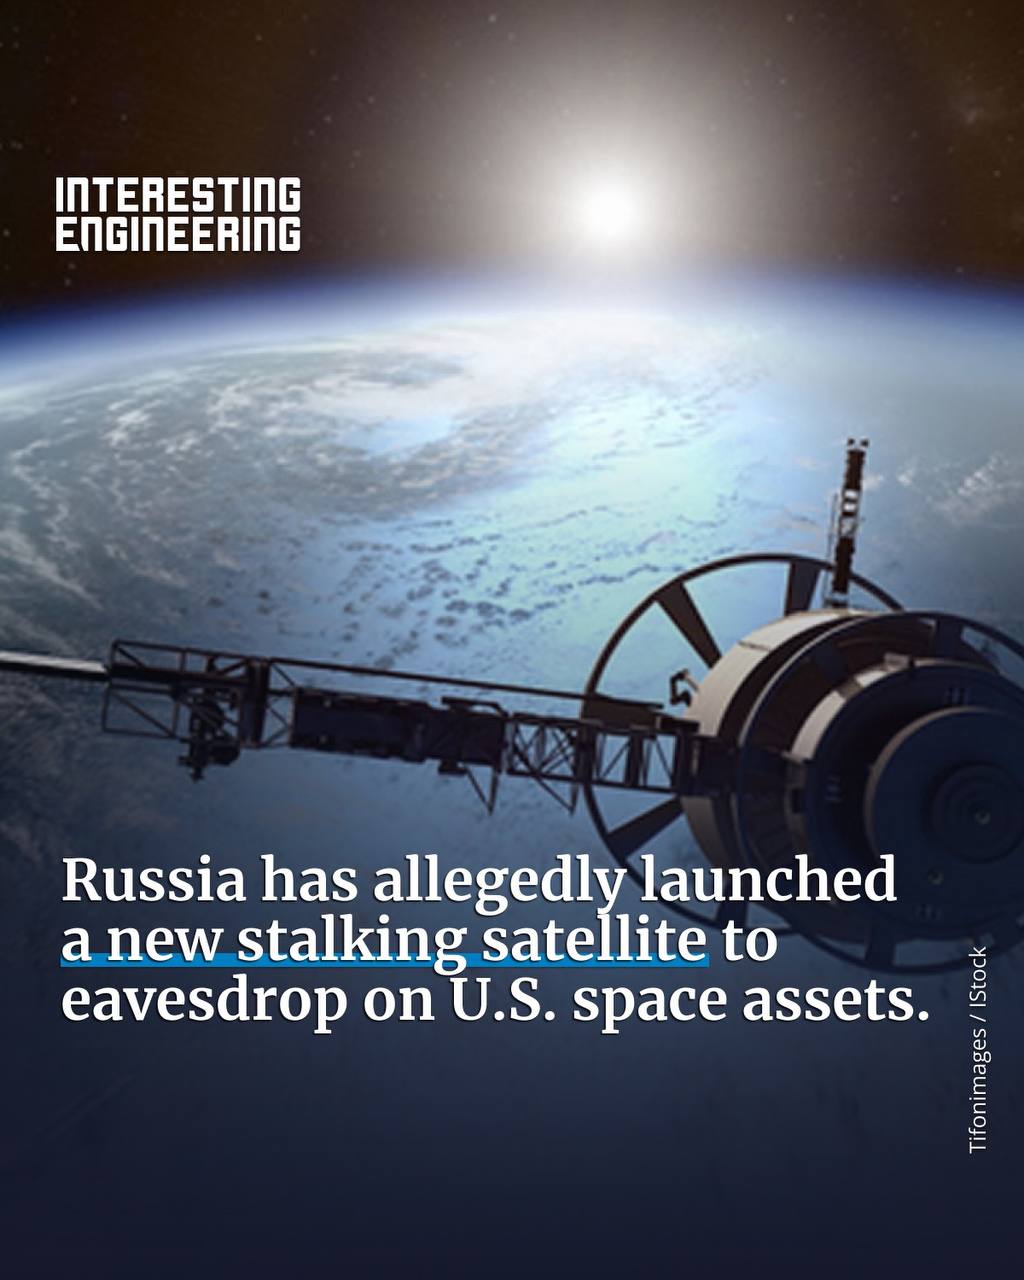 INTERESTING
ENGINEERING
Russia has allegedly launched
a new stalking satellite to
eavesdrop on U.S. space assets.
Tifonimages / IStock